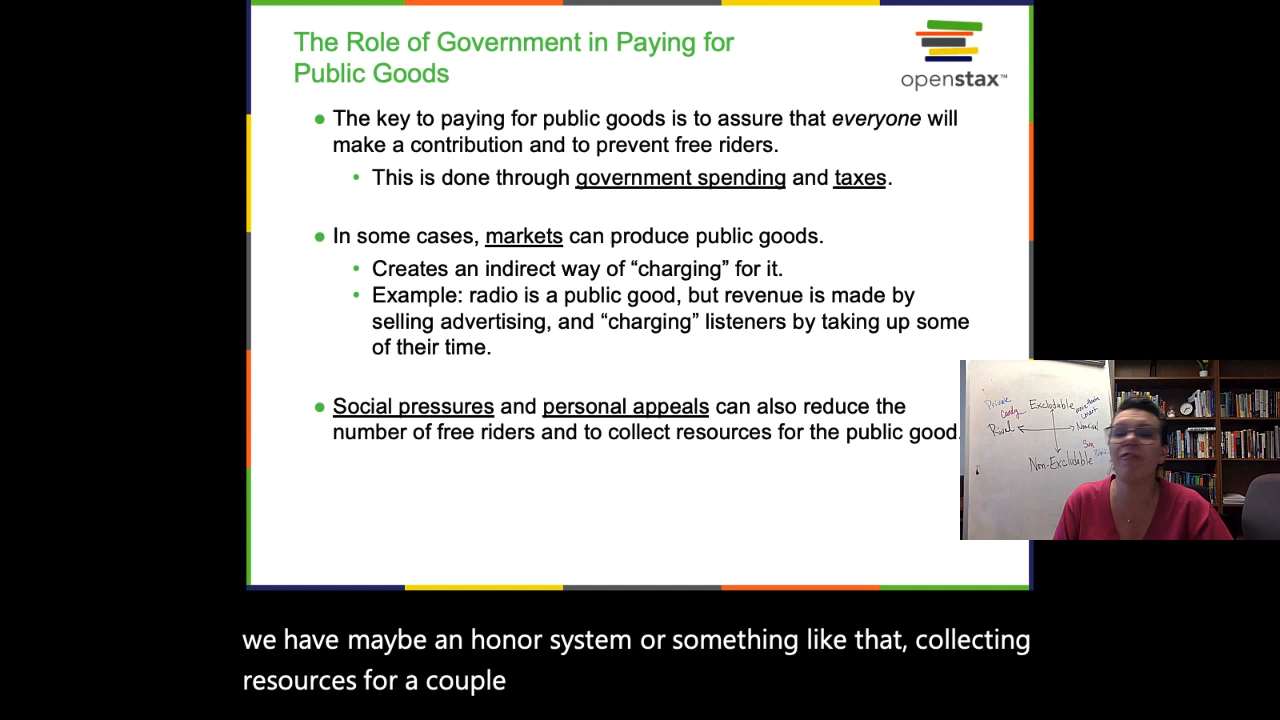 The Role of Government in Paying for
Public Goods
openstax™
● The key to paying for public goods is to assure that everyone will
make a contribution and to prevent free riders.
• This is done through government spending and taxes.
● In some cases, markets can produce public goods.
• Creates an indirect way of “charging” for it.
• Example: radio is a public good, but revenue is made by
selling advertising, and “charging” listeners by taking up some
of their time.
● Social pressures and personal appeals can also reduce the
number of free riders and to collect resources for the public good.
Private
Candy
Excludable
Rival
Nonrival
Sun
Non-Excludable
we have maybe an honor system or something like that, collecting
resources for a couple